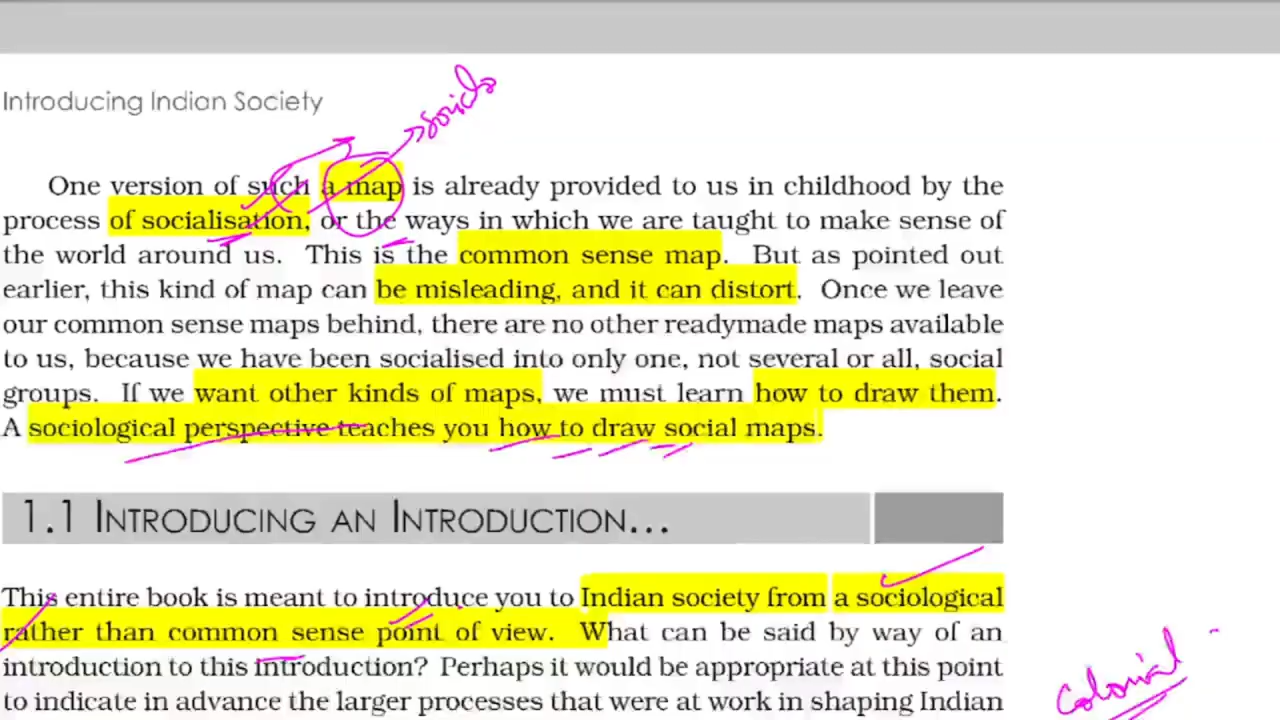 Introducing Indian Society
One version of such a map is already provided to us in childhood by the
process of socialisation, or the ways in which we are taught to make sense of
the world around us. This is the common sense map. But as pointed out
earlier, this kind of map can be misleading, and it can distort. Once we leave
our common sense maps behind, there are no other readymade maps available
to us, because we have been socialised into only one, not several or all, social
groups. If we want other kinds of maps, we must learn how to draw them.
A sociological perspective teaches you how to draw social maps.
1.1 INTRODUCING AN INTRODUCTION...
This entire book is meant to introduce you to Indian society from a sociological
rather than common sense point of view. What can be said by way of an
introduction to this introduction? Perhaps it would be appropriate at this point
to indicate in advance the larger processes that were at work in shaping Indian
Colonial